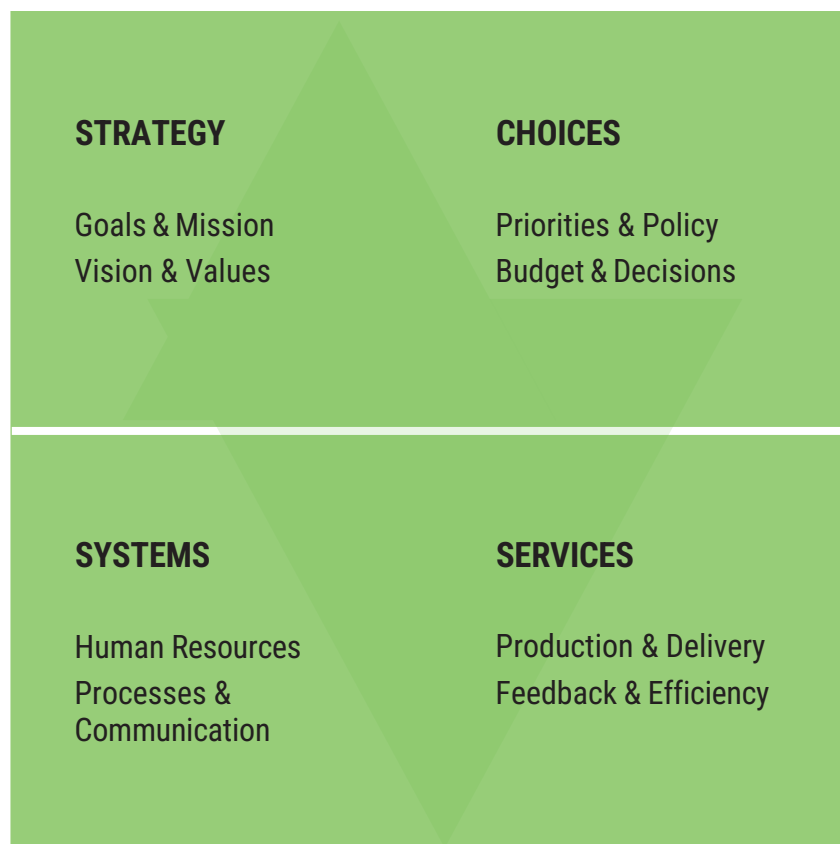 STRATEGY
Goals & Mission
Vision & Values
CHOICES
Priorities & Policy
Budget & Decisions
SYSTEMS
Human Resources
Processes &
Communication
SERVICES
Production & Delivery
Feedback & Efficiency